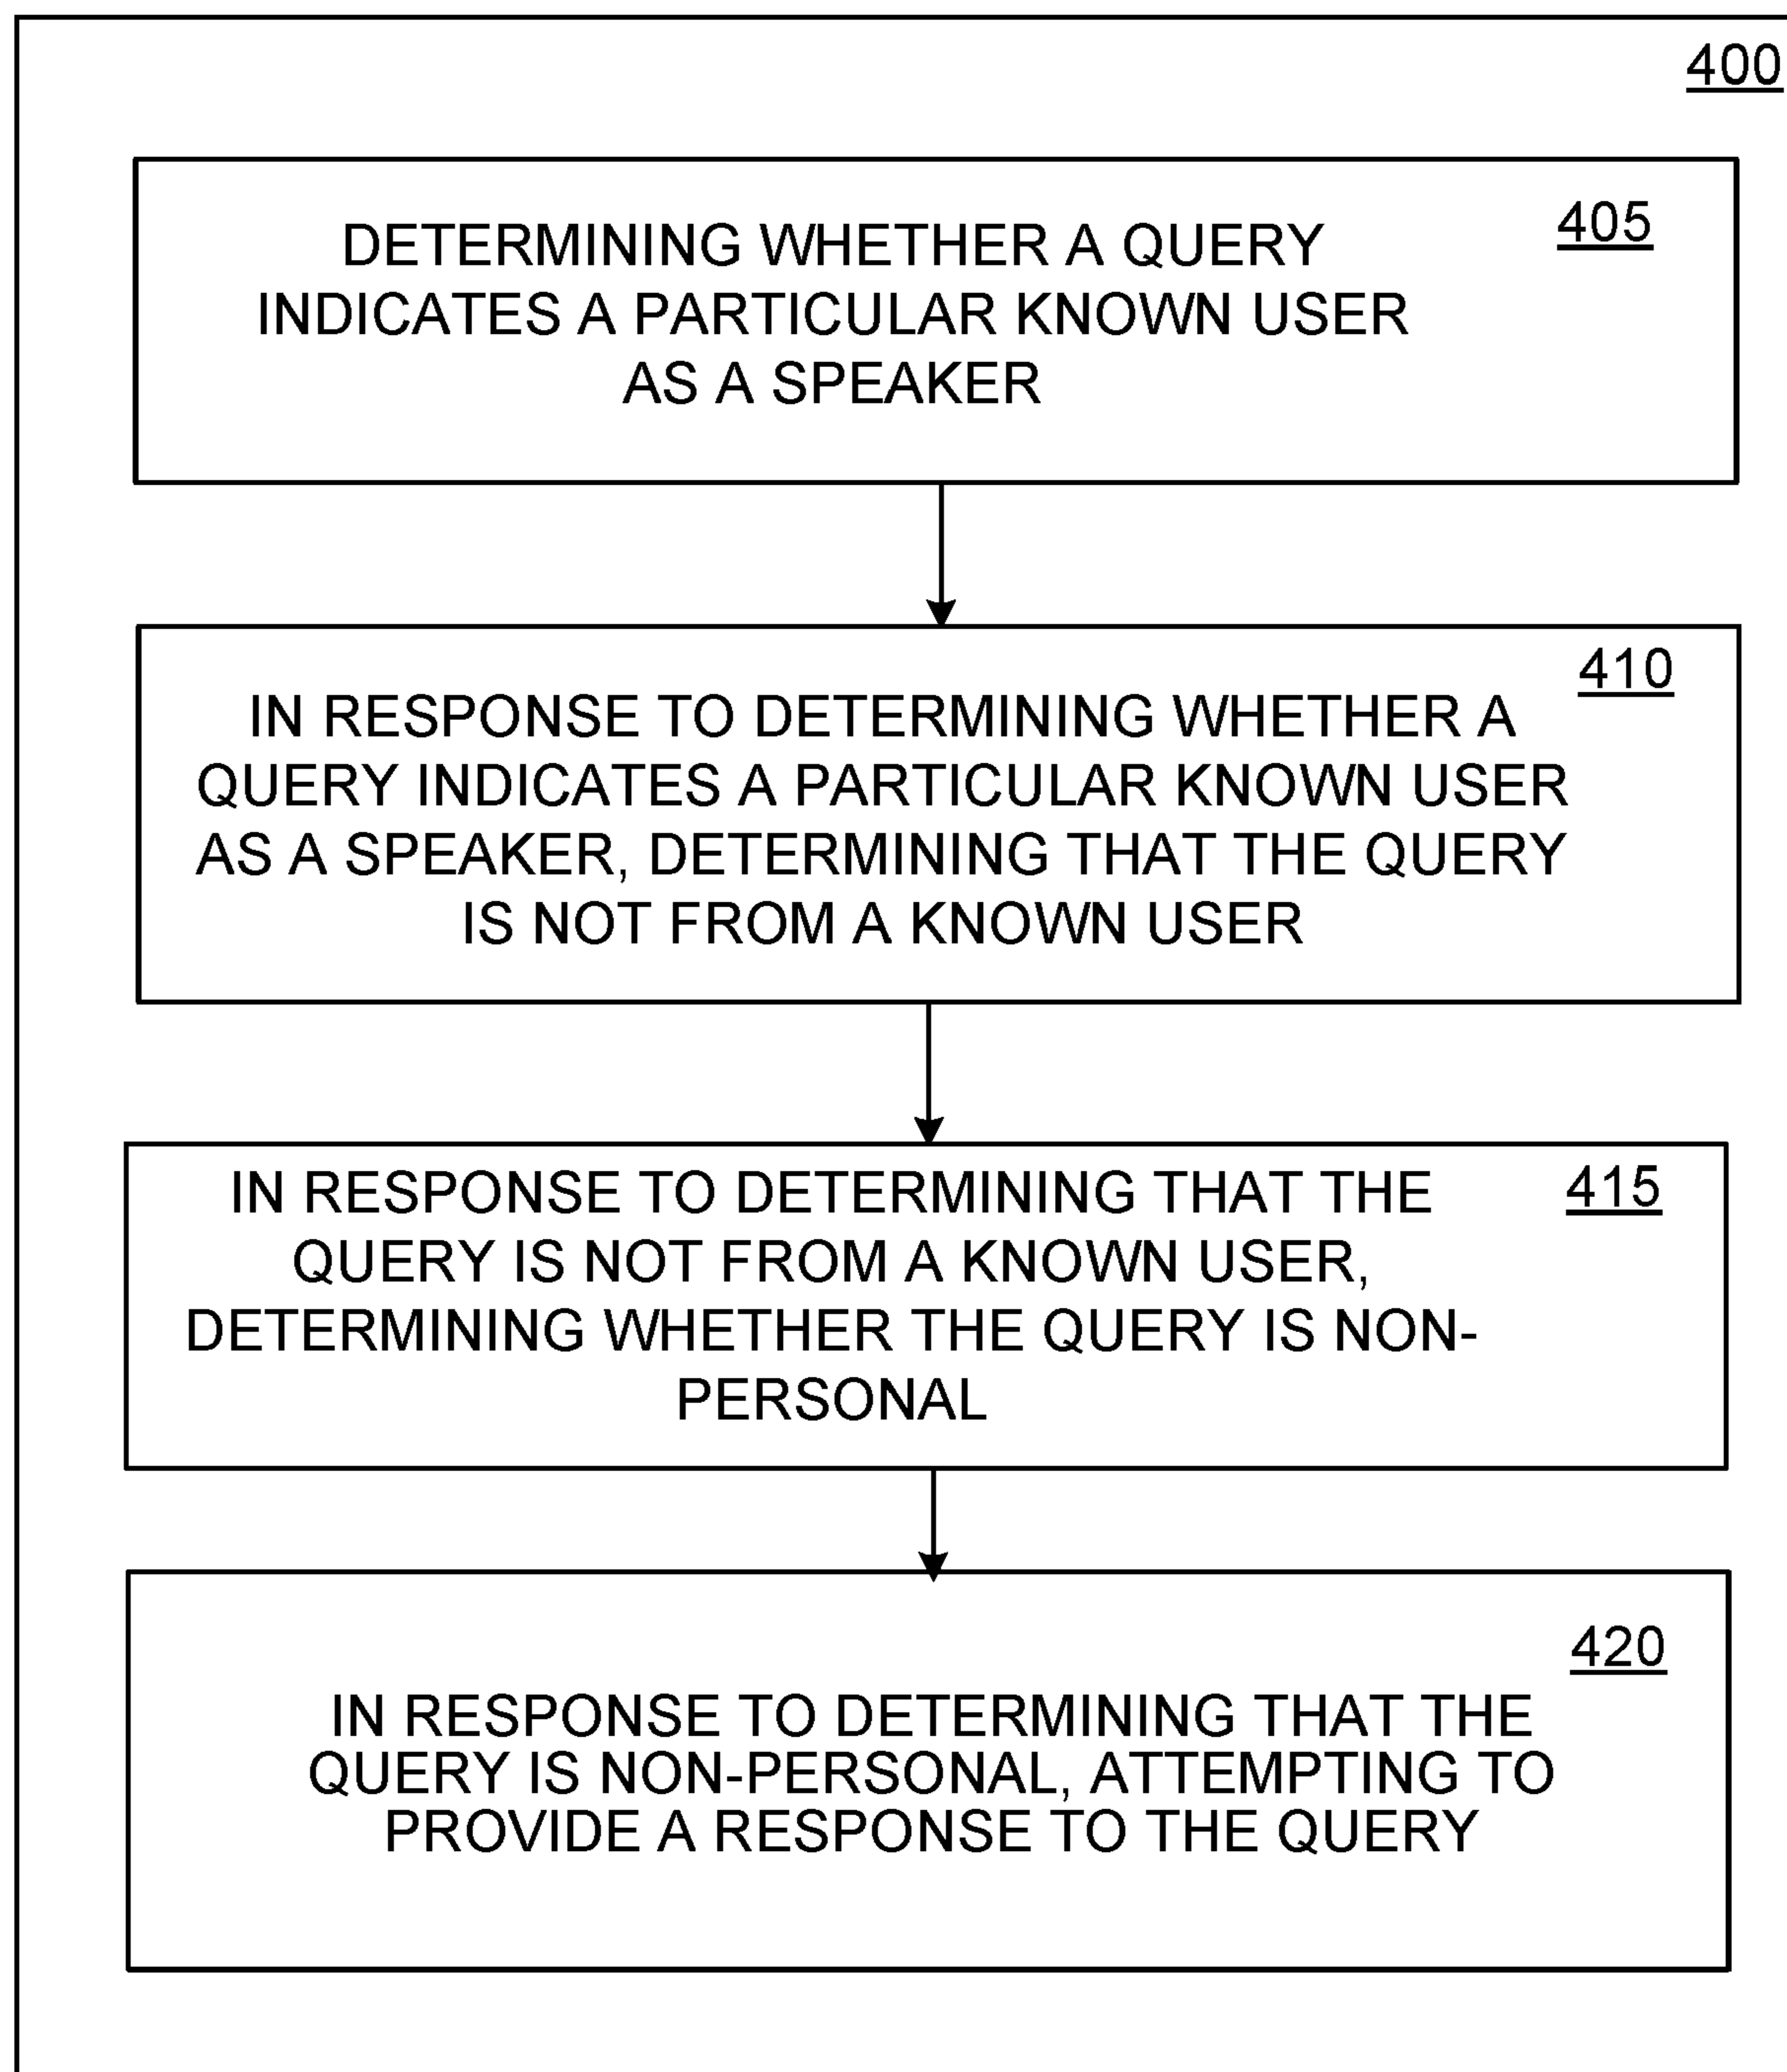 400
405
DETERMINING WHETHER A QUERY
INDICATES A PARTICULAR KNOWN USER
AS A SPEAKER
410
IN RESPONSE TO DETERMINING WHETHER A
QUERY INDICATES A PARTICULAR KNOWN USER
AS A SPEAKER, DETERMINING THAT THE QUERY
IS NOT FROM A KNOWN USER
415
IN RESPONSE TO DETERMINING THAT THE
QUERY IS NOT FROM A KNOWN USER,
DETERMINING WHETHER THE QUERY IS NON-
PERSONAL
420
IN RESPONSE TO DETERMINING THAT THE
QUERY IS NON-PERSONAL, ATTEMPTING TO
PROVIDE A RESPONSE TO THE QUERY